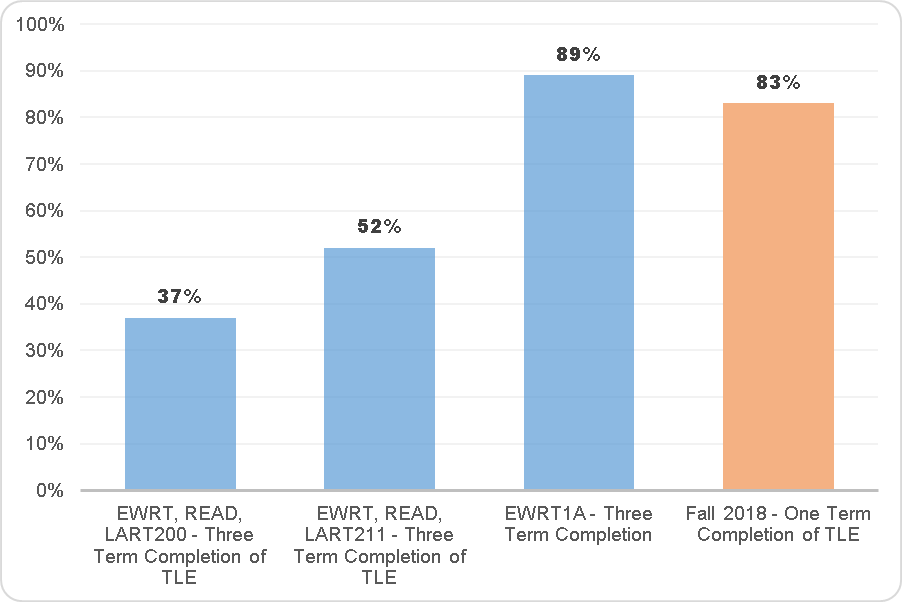 100%
90%
80%
70%
60%
50%
40%
30%
20%
10%
0%
37%
52%
89%
83%
EWRT, READ,
LART200 - Three
Term Completion of
TLE
EWRT, READ,
LART211 - Three
Term Completion of
TLE
EWRT1A - Three
Term Completion
Fall 2018 - One Term
Completion of TLE